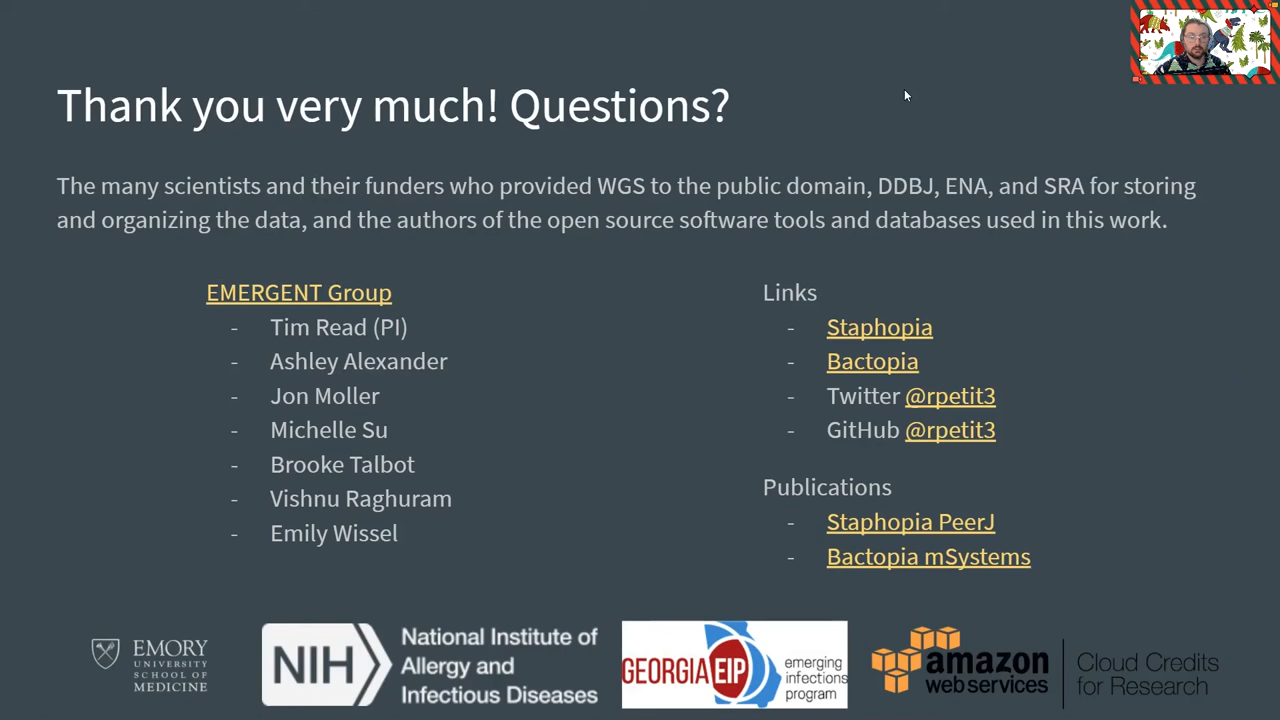 Thank you very much! Questions?
The many scientists and their funders who provided WGS to the public domain, DDBJ, ENA, and SRA for storing
and organizing the data, and the authors of the open source software tools and databases used in this work.
EMERGENT Group
- Tim Read (PI)
- Ashley Alexander
- Jon Moller
- Michelle Su
- Brooke Talbot
- Vishnu Raghuram
- Emily Wissel
Links
- Staphopia
- Bactopia
- Twitter @rpetit3
- GitHub @rpetit3
Publications
- Staphopia PeerJ
- Bactopia mSystems
EMORY
UNIVERSITY
SCHOOL OF
MEDICINE
NIH
National Institute of
Allergy and
Infectious Diseases
GEORGIA EIP
emerging
infections
program
amazon
web services
Cloud Credits
for Research